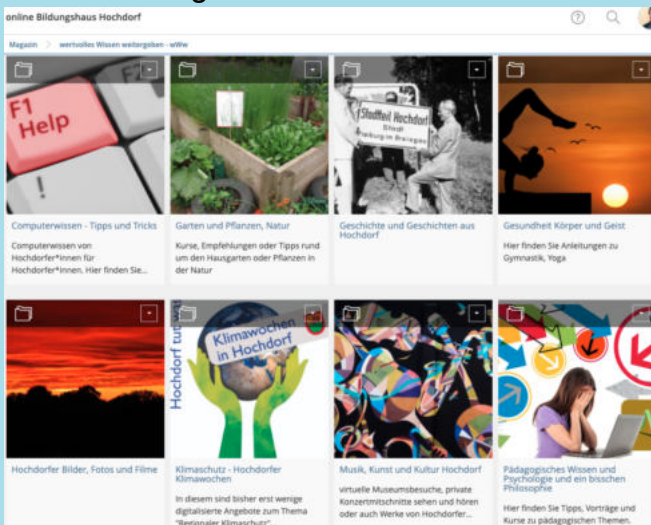 online Bildungshaus Hochdorf
Magazin > wertvolles Wissen weitergeben - wWw
F1
Help
F2
!
Computerwissen - Tipps und Tricks
Computerwissen von
Hochdorfer*innen für
Hochdorfer*innen. Hier finden Sie...
Garten und Pflanzen, Natur
Kurse, Empfehlungen oder Tipps rund
um den Hausgarten oder Pflanzen in
der Natur
Stadtteil Hochdorf
Stadt
Freiburg im Breisgau
Geschichte und Geschichten aus
Hochdorf
Gesundheit Körper und Geist
Hier finden Sie Anleitungen zu
Gymnastik, Yoga
Hochdorfer Bilder, Fotos und Filme
Hochdorf tut
Klimawochen
in Hochdorf
Klimaschutz - Hochdorfer
Klimawochen
In diesem sind bisher erst wenige
digitalisierte Angebote zum Thema
"Regionaler Klimaschutz"
Musik, Kunst und Kultur Hochdorf
virtuelle Museumsbesuche, private
Konzertmitschnitte sehen und hören
oder auch Werke von Hochdorfer...
Pädagogisches Wissen und
Psychologie und ein bisschen
Philosophie
Hier finden Sie Tipps, Vorträge und
Kurse zu pädagogischen Themen.